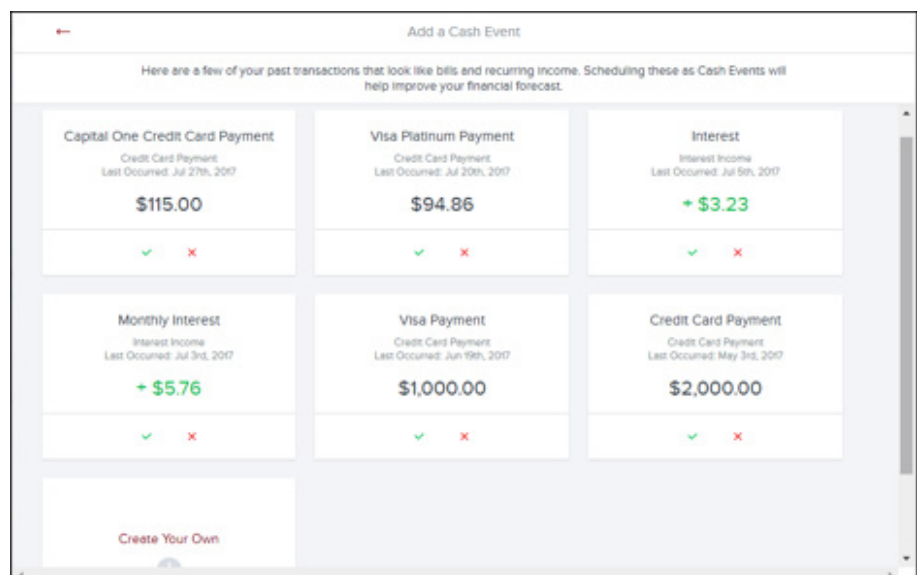 Add a Cash Event
Here are a few of your past transactions that look like bills and recurring income. Scheduling these as Cash Events will
help improve your financial forecast.
Capital One Credit Card Payment
Credit Card Payment
Last Occurred: Jul 27th, 2017
$115.00
Visa Platinum Payment
Credit Card Payment
Last Occurred: Jul 20th, 2017
$94.86
Interest
Interest Income
Last Occurred: Jul 5th, 2017
+ $3.23
Monthly Interest
Interest Income
Last Occurred: Jul 3rd, 2017
+ $5.76
Visa Payment
Credit Card Payment
Last Occurred: Jun 19th, 2017
$1,000.00
Credit Card Payment
Credit Card Payment
Last Occurred: May 3rd, 2017
$2,000.00
Create Your Own